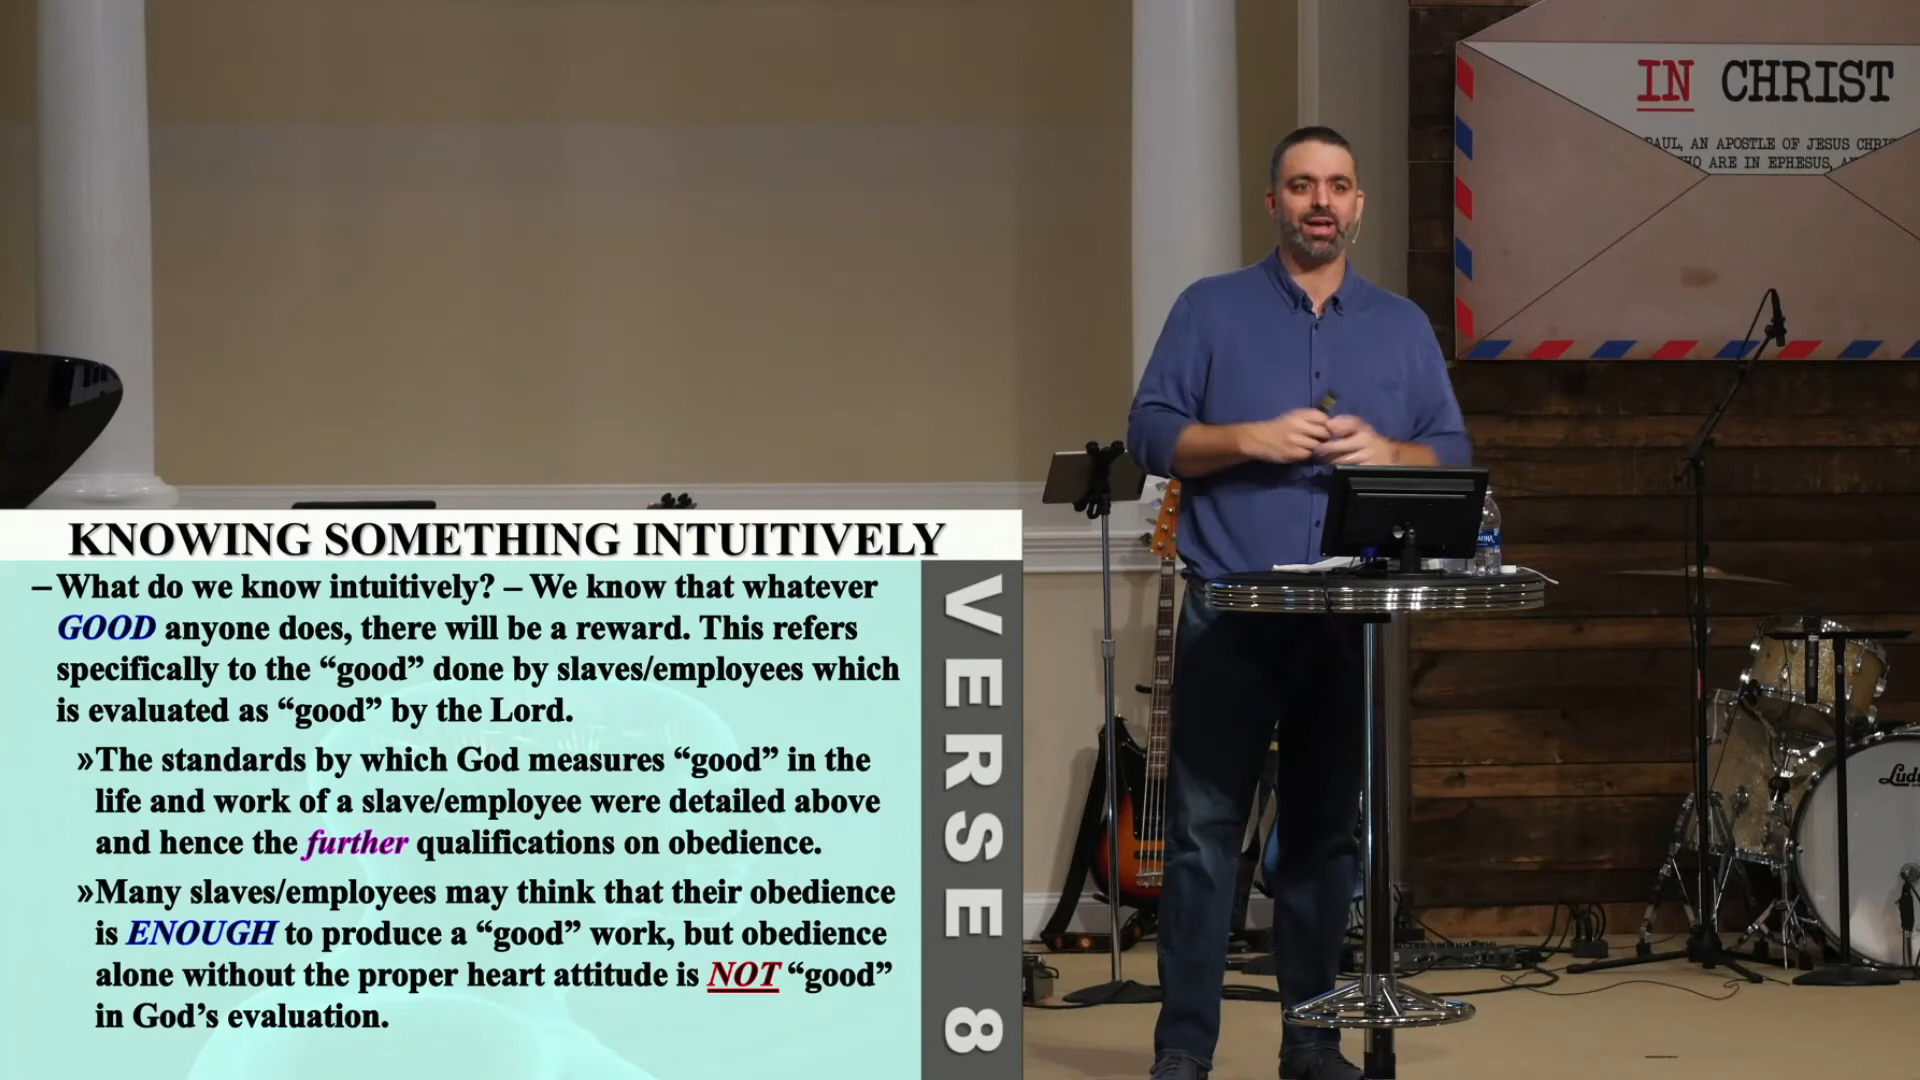 IN CHRIST
PAUL, AN APOSTLE OF JESUS
ARE IN EPHESUS,
KNOWING SOMETHING INTUITIVELY
– What do we know intuitively? – We know that whatever
GOOD anyone does, there will be a reward. This refers
specifically to the “good” done by slaves/employees which
is evaluated as “good” by the Lord.
»The standards by which God measures “good” in the
life and work of a slave/employee were detailed above
and hence the further qualifications on obedience.
»Many slaves/employees may think that their obedience
is ENOUGH to produce a “good” work, but obedience
alone without the proper heart attitude is NOT “good”
in God’s evaluation.
VERSE 8